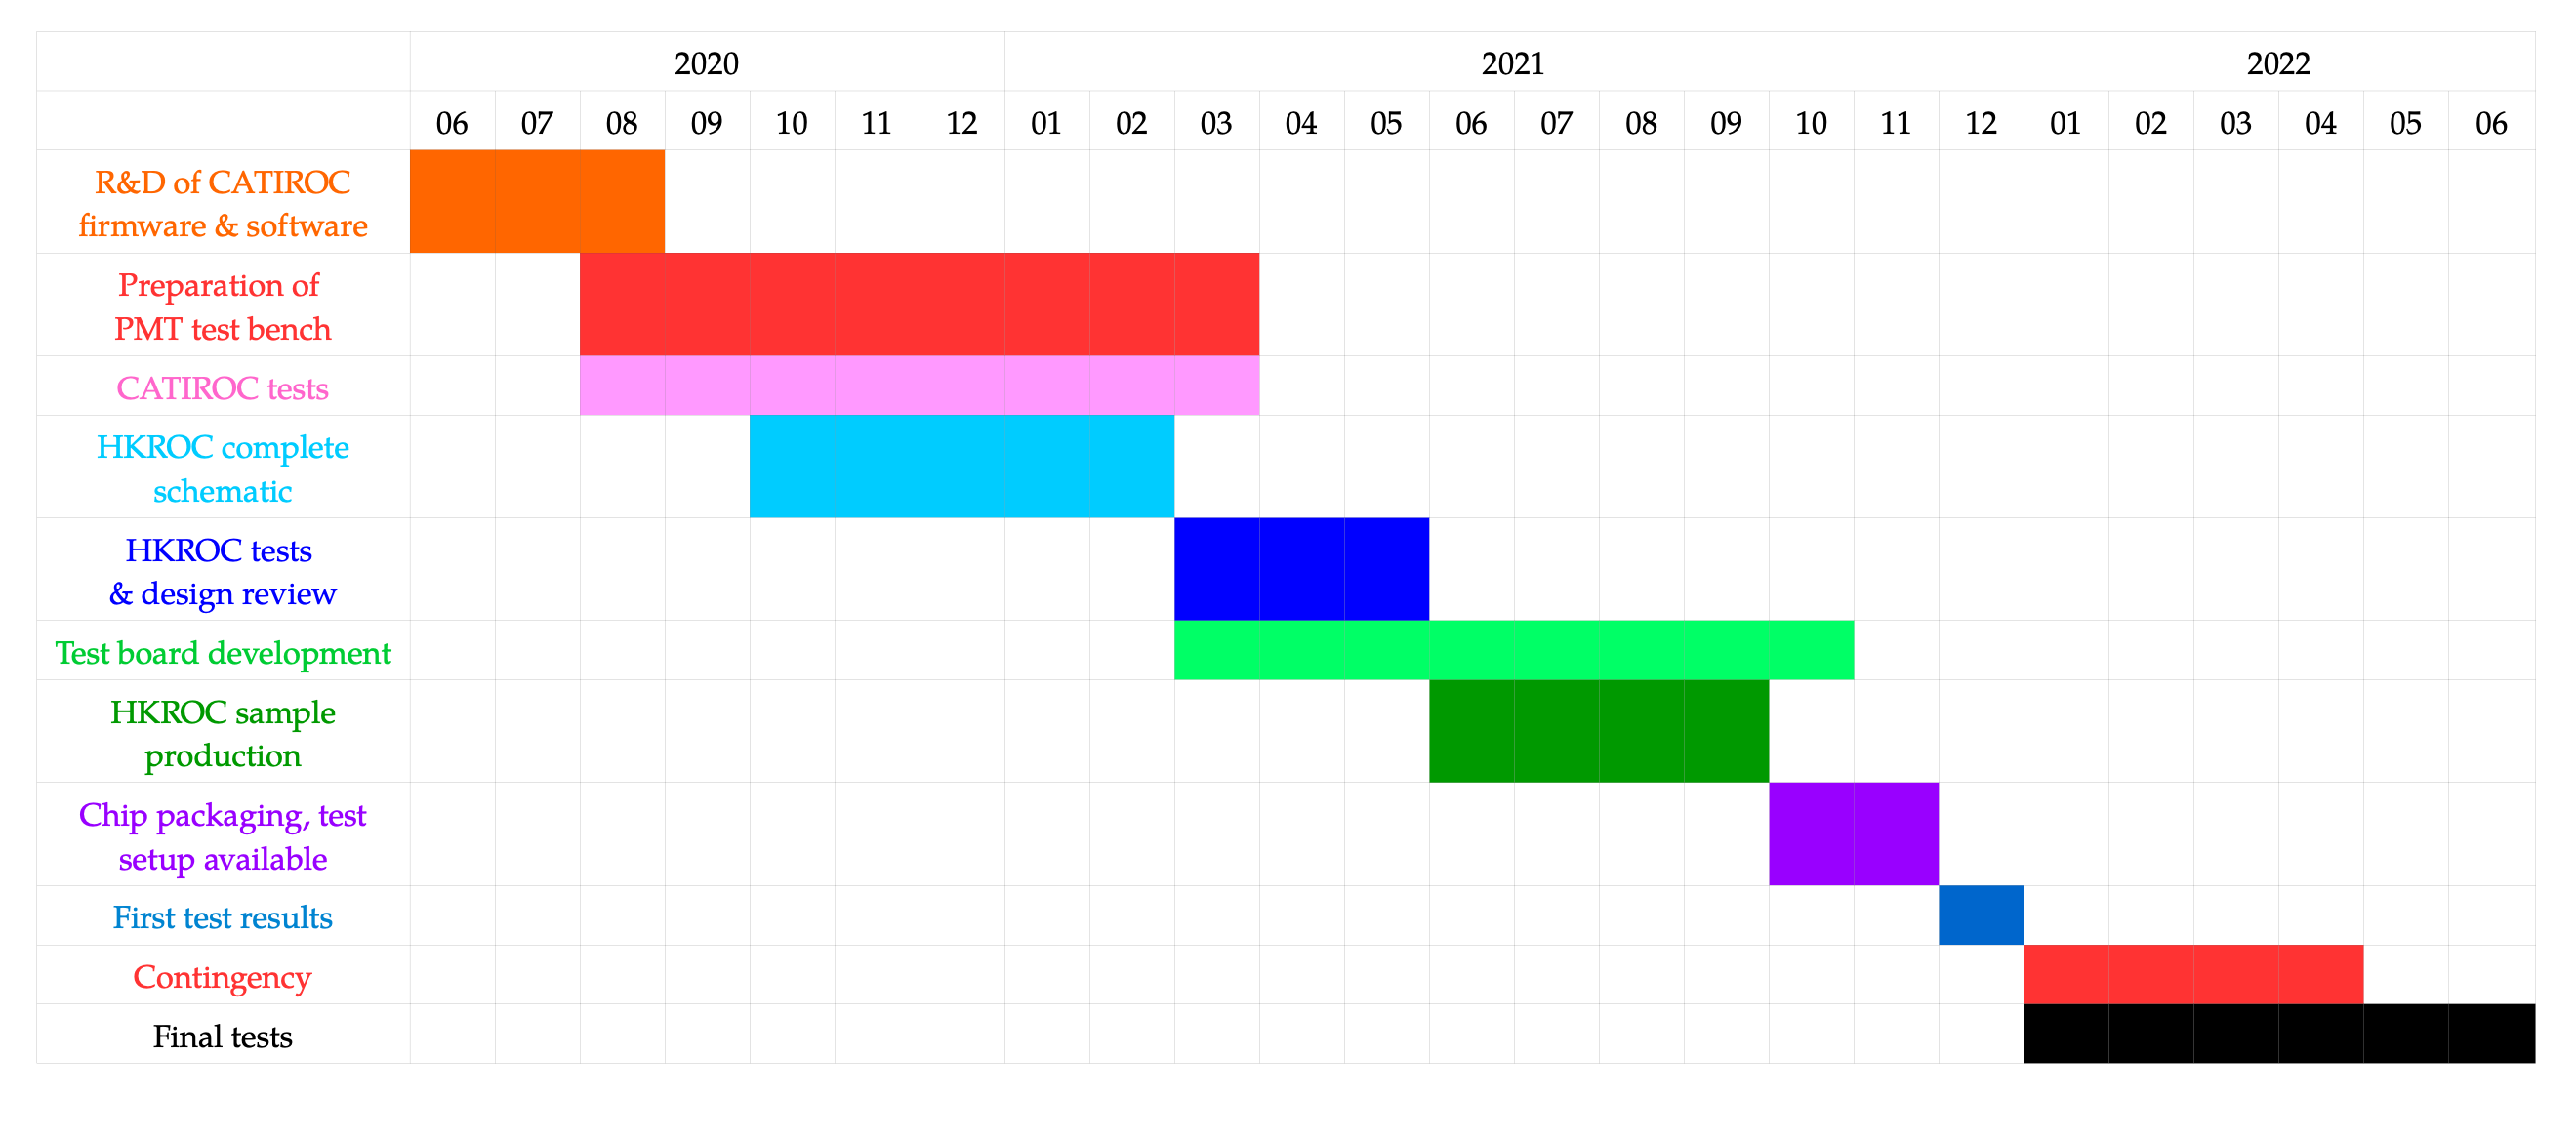 2020 2021 2022
06 07 08 09 10 11 12 01 02 03 04 05 06 07 08 09 10 11 12 01 02 03 04 05 06
R&D of CATIROC
firmware & software
Preparation of
PMT test bench
CATIROC tests
HKROC complete
schematic
HKROC tests
& design review
Test board development
HKROC sample
production
Chip packaging, test
setup available
First test results
Contingency
Final tests